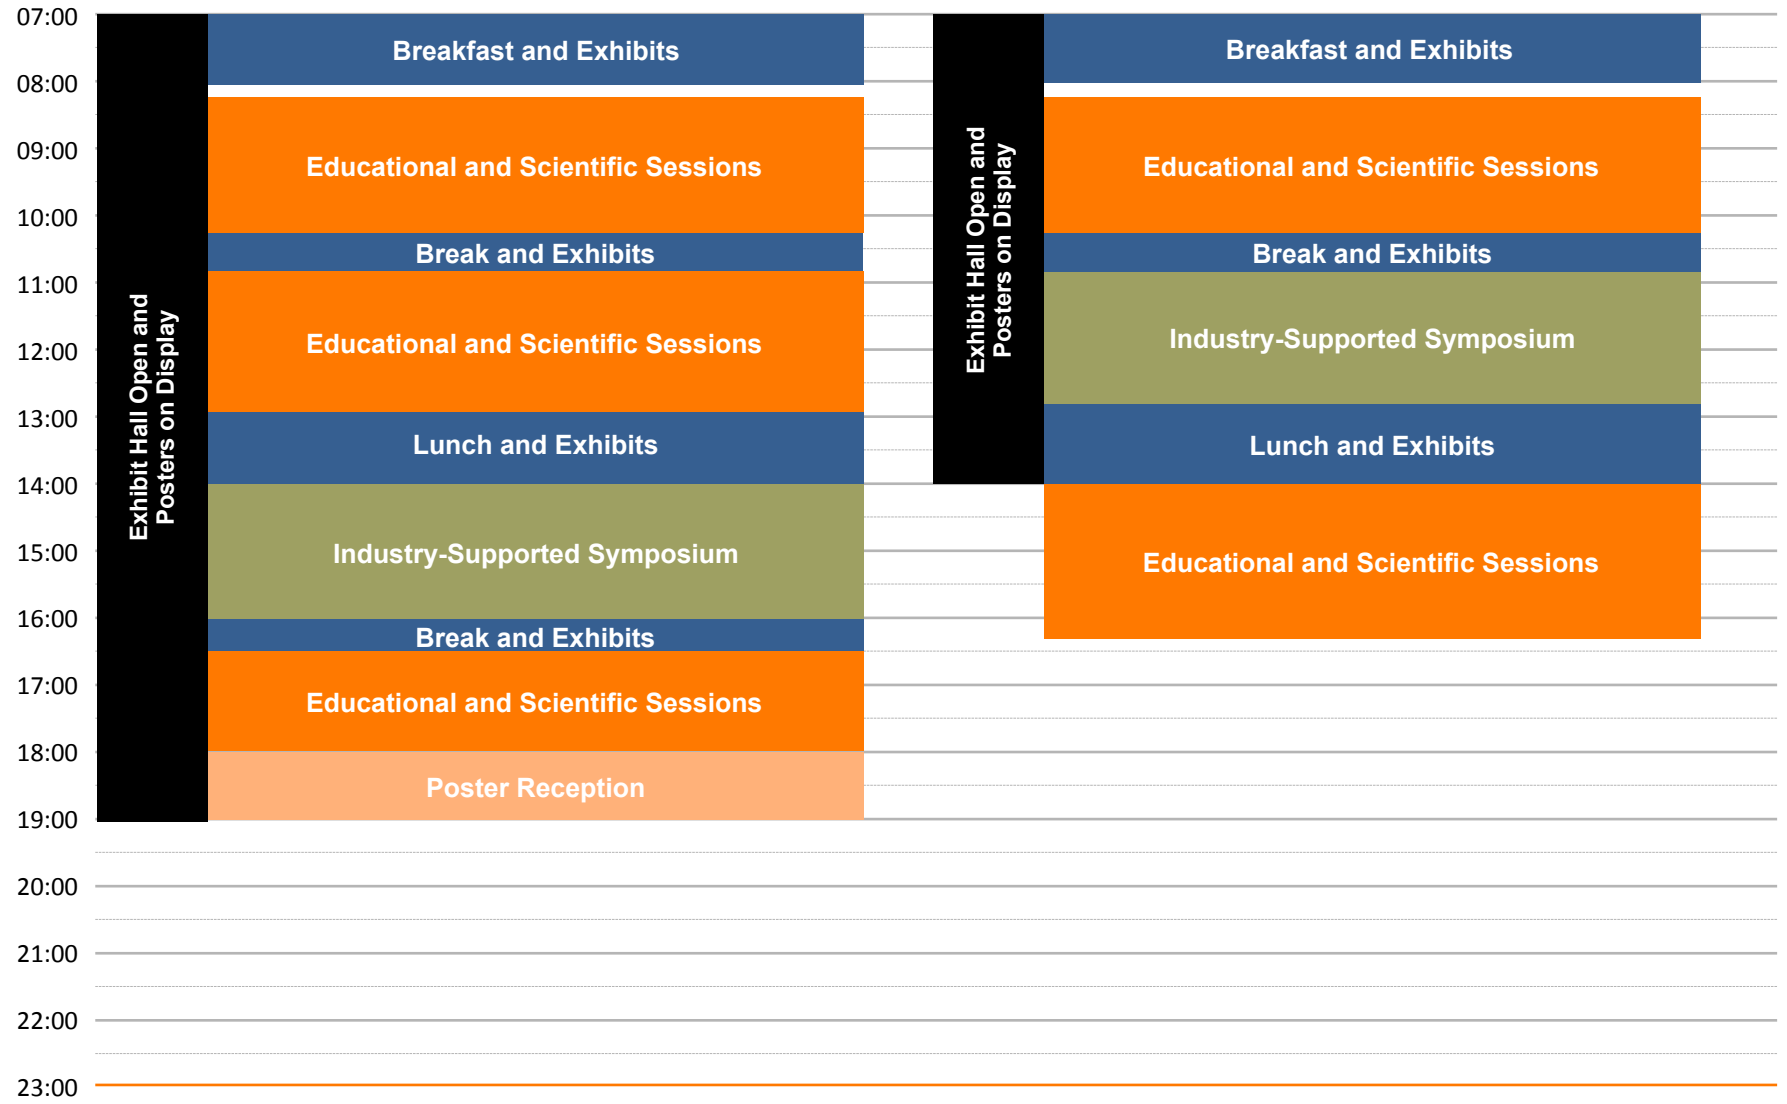 07:00
08:00
09:00
10:00
11:00
12:00
13:00
14:00
15:00
16:00
17:00
18:00
19:00
20:00
21:00
22:00
23:00
Exhibit Hall Open and
Posters on Display
Breakfast and Exhibits
Educational and Scientific Sessions
Break and Exhibits
Educational and Scientific Sessions
Lunch and Exhibits
Industry-Supported Symposium
Break and Exhibits
Educational and Scientific Sessions
Poster Reception
Exhibit Hall Open and
Posters on Display
Breakfast and Exhibits
Educational and Scientific Sessions
Break and Exhibits
Industry-Supported Symposium
Lunch and Exhibits
Educational and Scientific Sessions